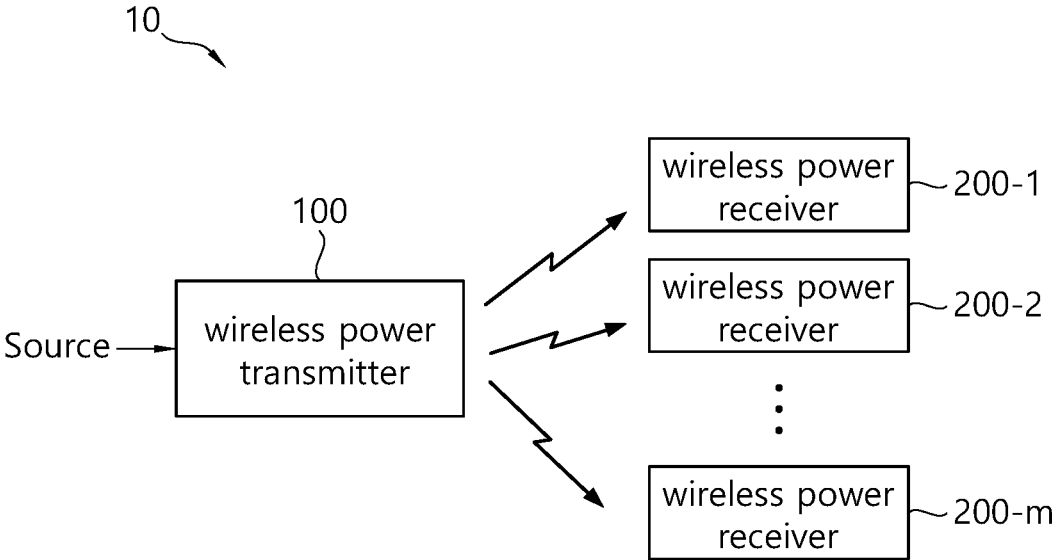 10
wireless power
receiver
200-1
100
wireless power
receiver
200-2
Source
wireless power
transmitter
wireless power
receiver
200-m